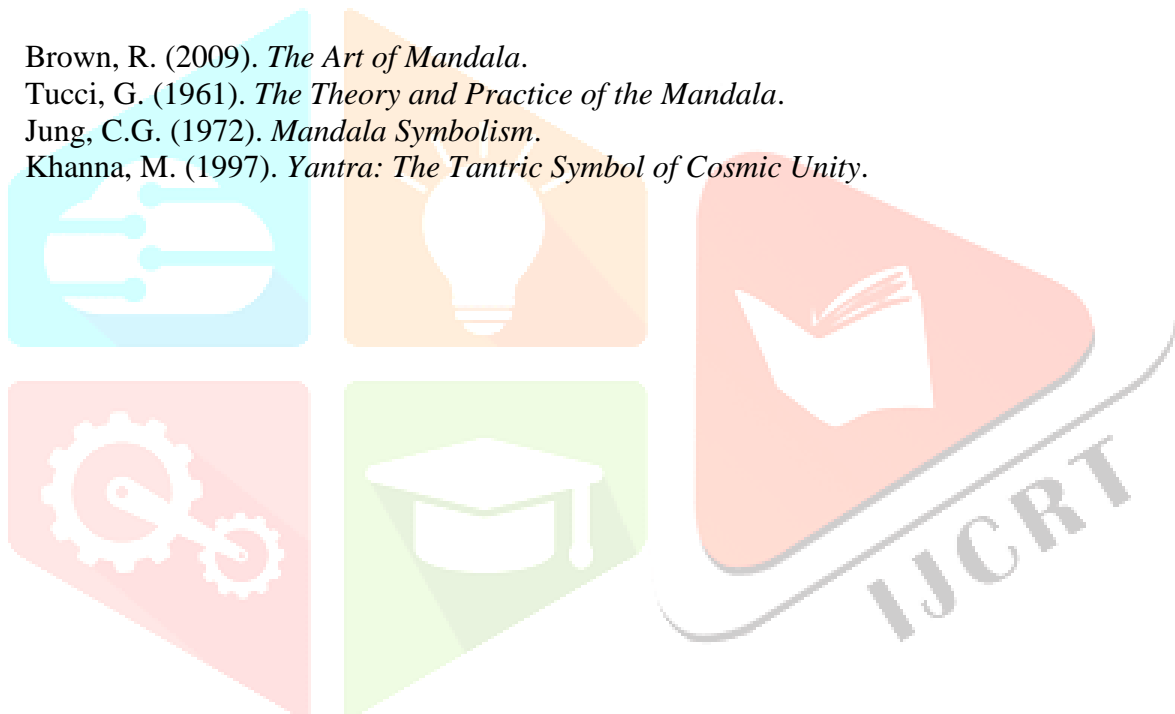 Brown, R. (2009). The Art of Mandala.
Tucci, G. (1961). The Theory and Practice of the Mandala.
Jung, C.G. (1972). Mandala Symbolism.
Khanna, M. (1997). Yantra: The Tantric Symbol of Cosmic Unity.
IJCRT